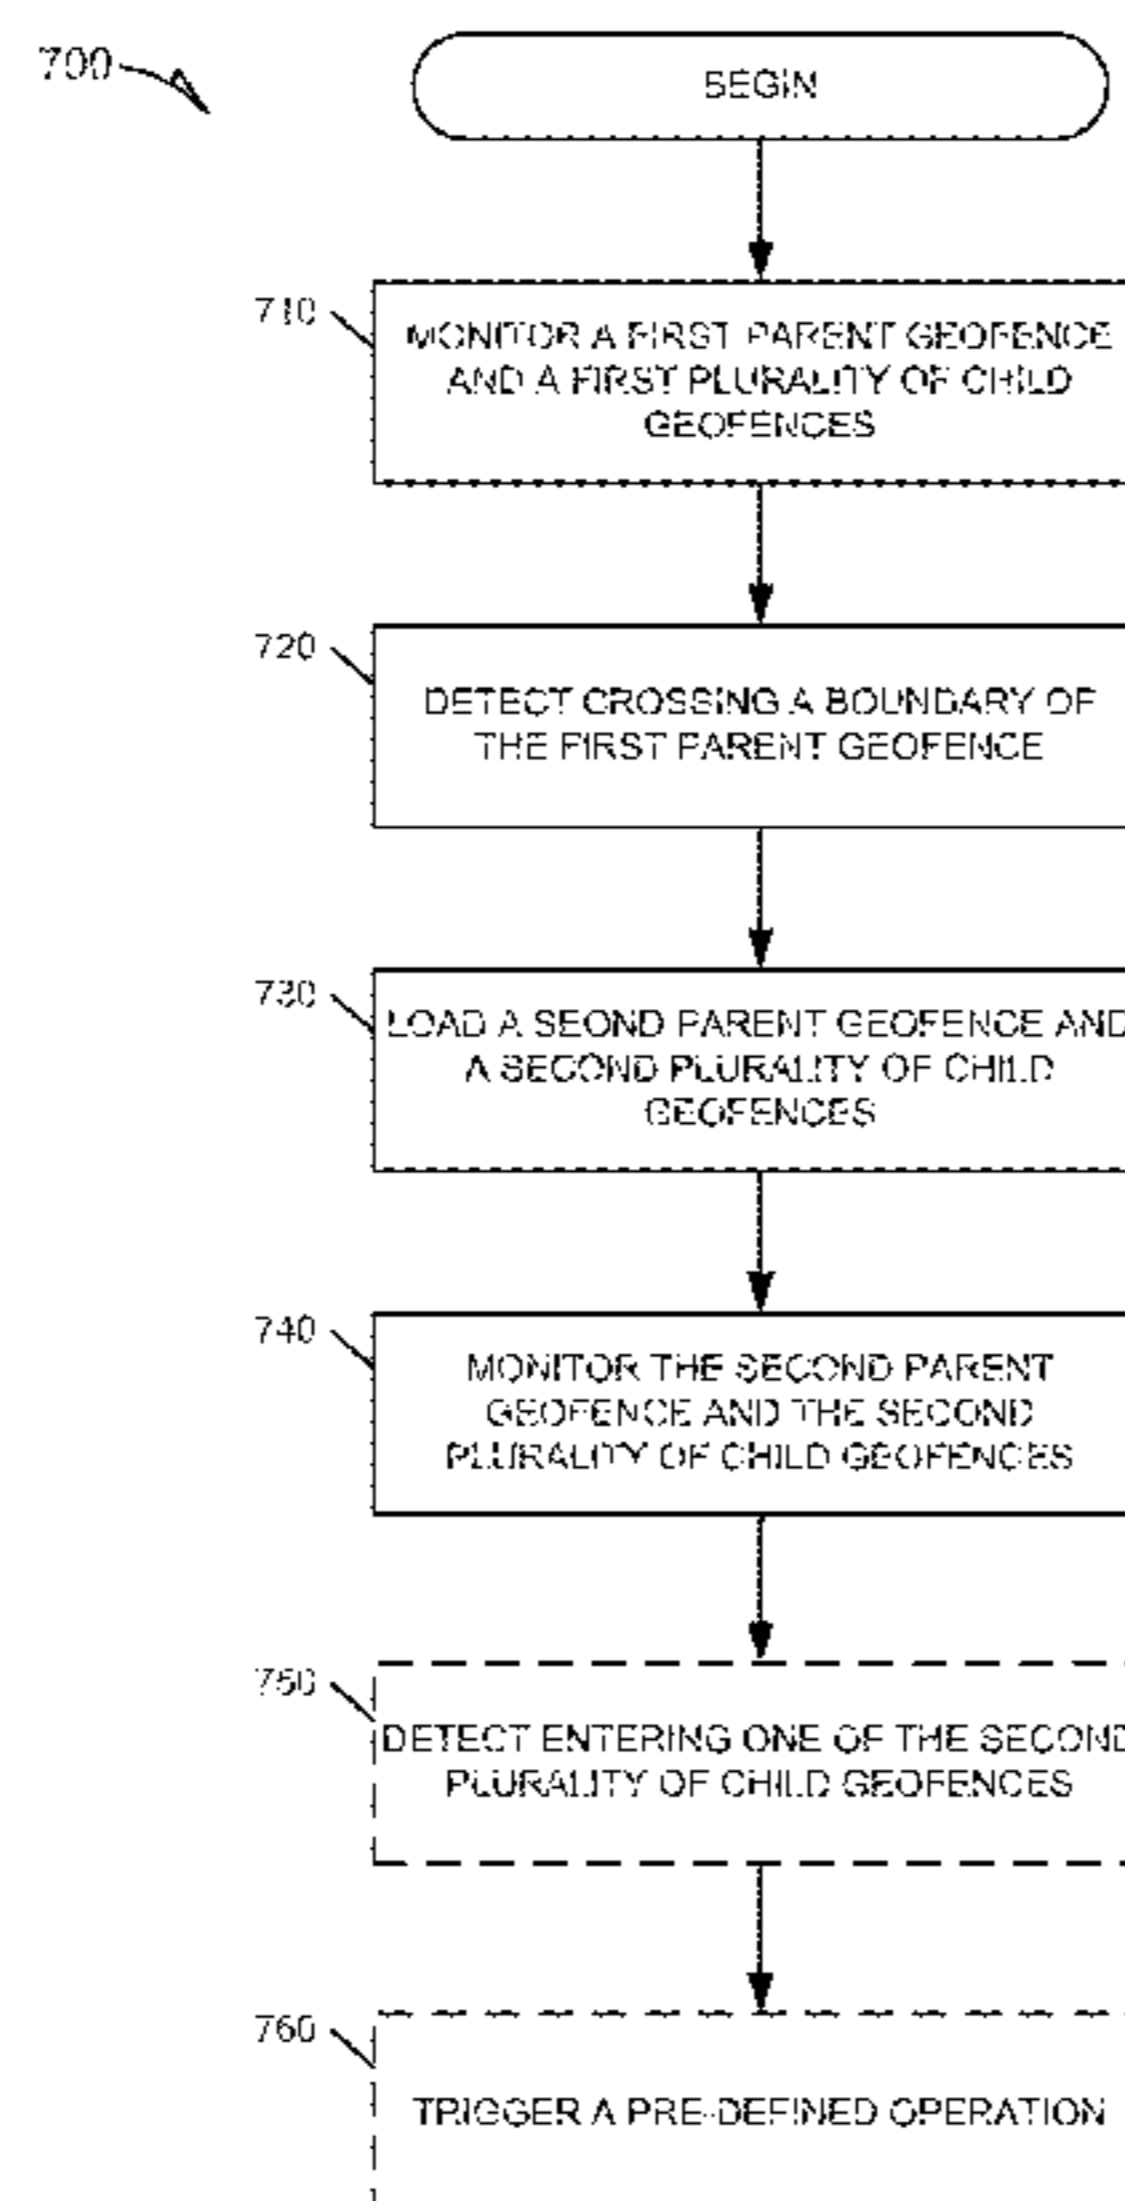 700
BEGIN
710
MONITOR A FIRST PARENT GEOFENCE
AND A FIRST PLURALITY OF CHILD
GEOFENCES
720
DETECT CROSSING A BOUNDARY OF
THE FIRST PARENT GEOFENCE
730
LOAD A SEOND PARENT GEOFENCE AND
A SECOND PLURALITY OF CHILD
GEOFENCES
740
MONITOR THE SECOND PARENT
GEOFENCE AND THE SECOND
PLURALITY OF CHILD GEOFENCES
750
DETECT ENTERING ONE OF THE SECOND
PLURALITY OF CHILD GEOFENCES
760
TRIGGER A PRE-DEFINED OPERATION